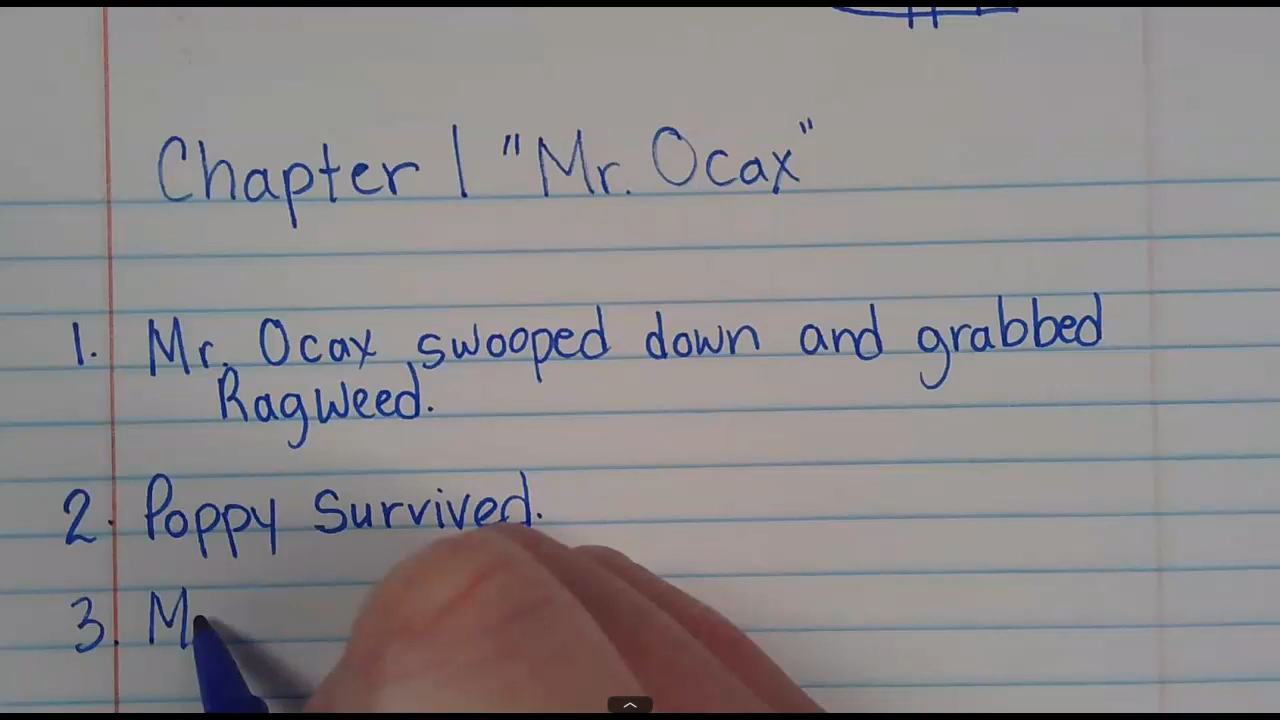 Chapter 1 "Mr. Ocax"
1. Mr. Ocax swooped down and grabbed
Ragweed.
2. Poppy Survived.
3. M